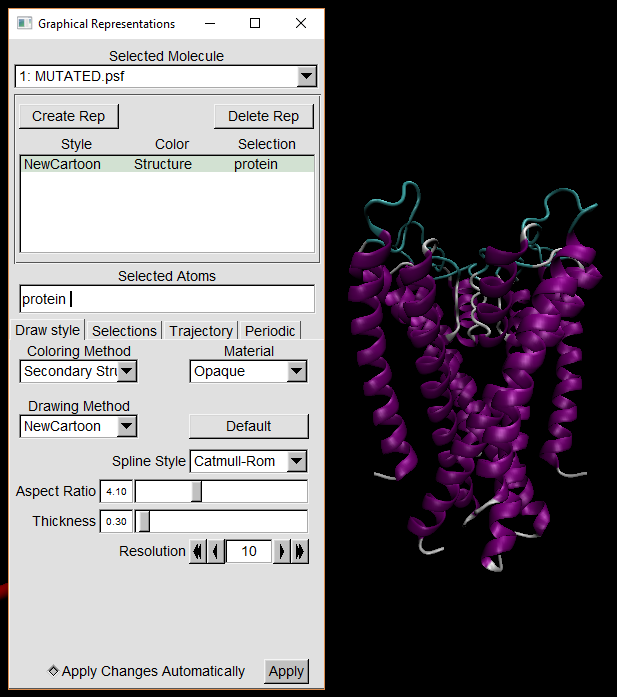 Graphical Representations
Selected Molecule
1: MUTATED.psf
Create Rep Delete Rep
Style Color Selection
NewCartoon Structure protein
Selected Atoms
protein
Draw style Selections Trajectory Periodic
Coloring Method Material
Secondary Stru Opaque
Drawing Method
NewCartoon Default
Spline Style Catmull-Rom
Aspect Ratio 4.10
Thickness 0.30
Resolution 10
Apply Changes Automatically Apply